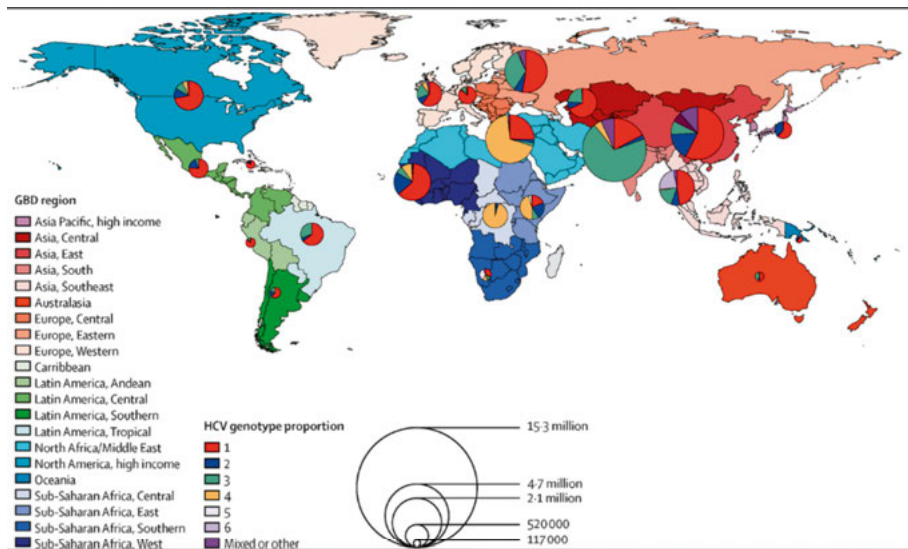 GBD region
Asia Pacific, high income
Asia, Central
Asia, East
Asia, South
Asia, Southeast
Australasia
Europe, Central
Europe, Eastern
Europe, Western
Carribbean
Latin America, Andean
Latin America, Central
Latin America, Southern
Latin America, Tropical
North Africa/Middle East
North America, high income
Oceania
Sub-Saharan Africa, Central
Sub-Saharan Africa, East
Sub-Saharan Africa, Southern
Sub-Saharan Africa, West
HCV genotype proportion
1
2
3
4
5
6
Mixed or other
15·3 million
4·7 million
2·1 million
520 000
117 000